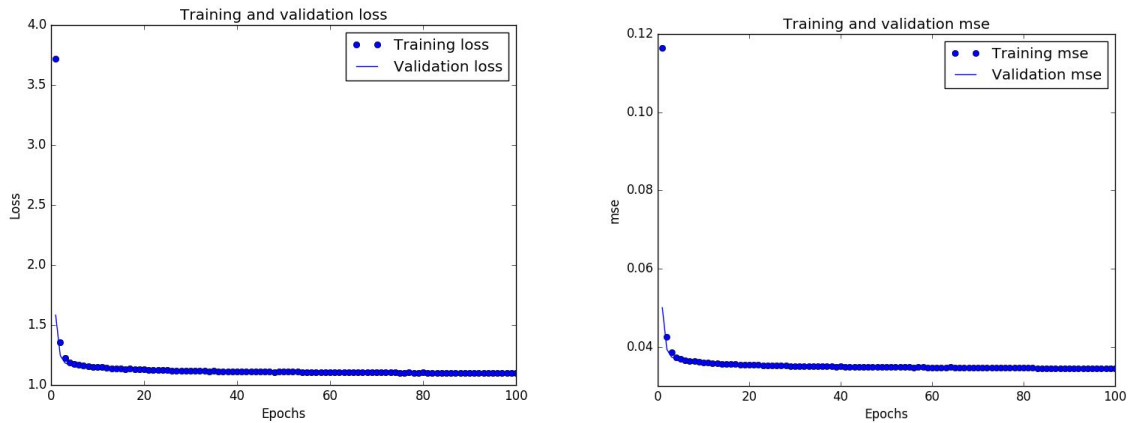 Training and validation loss
4.0
3.5
3.0
2.5
2.0
1.5
1.0
Loss
Training loss
Validation loss
0 20 40 60 80 100
Epochs
Training and validation mse
0.12
0.10
0.08
0.06
0.04
mse
Training mse
Validation mse
0 20 40 60 80 100
Epochs